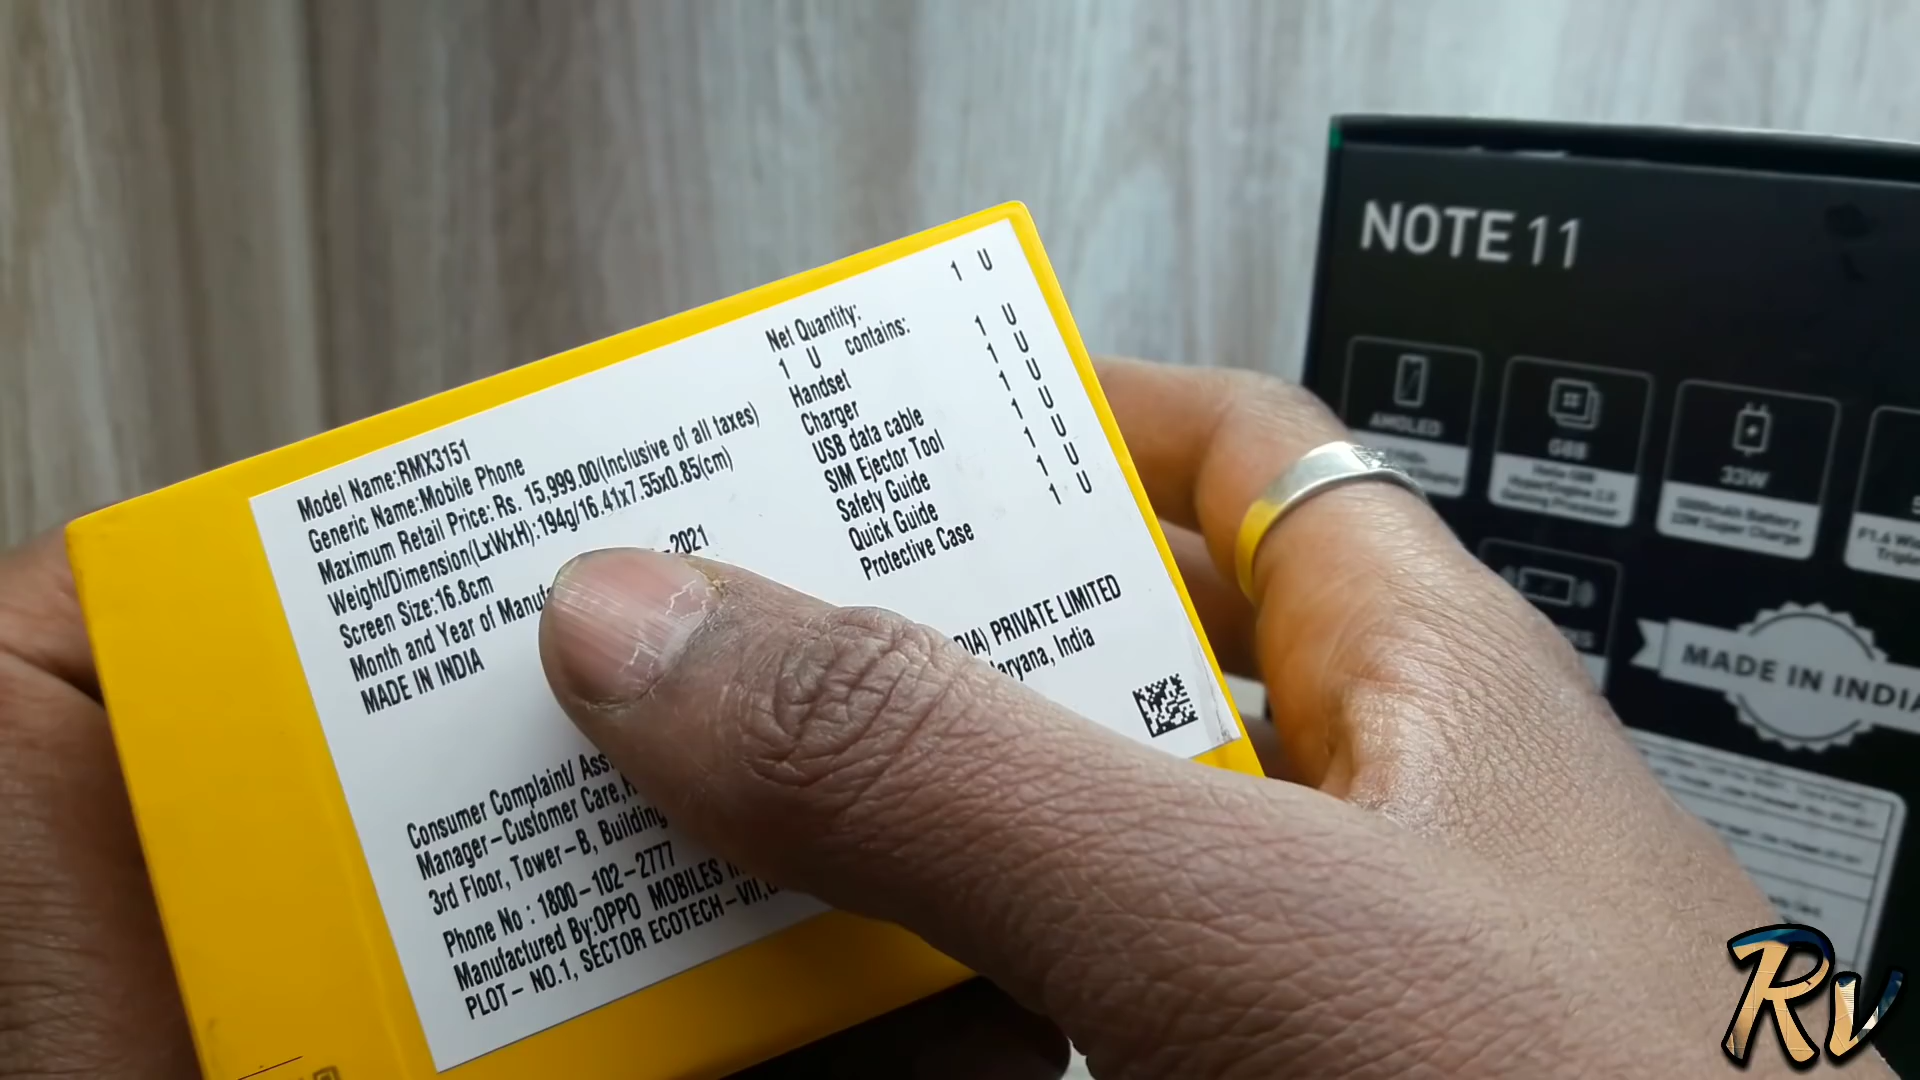 Model Name:RMX3151
Generic Name:Mobile Phone
Maximum Retail Price: Rs. 15,999.00(Inclusive of all taxes)
Weight/Dimension(LxWxH):194g/16.41x7.55x0.85(cm)
Screen Size:16.8cm
Month and Year of 2021
MADE IN INDIA
Net Quantity: 1 U
1 U contains:
Handset 1 U
Charger 1 U
USB data cable 1 U
SIM Ejector Tool 1 U
Safety Guide 1 U
Quick Guide 1 U
Protective Case 1 U
PRIVATE LIMITED
India
Consumer Complaint/
Manager-Customer Care,
3rd Floor, Tower-B, Building
Phone No : 1800-102-2777
Manufactured By:OPPO MOBILES
PLOT- NO.1, SECTOR ECOTECH-VII,
NOTE 11
AMOLED
G88
33W
MADE IN INDIA
Rv